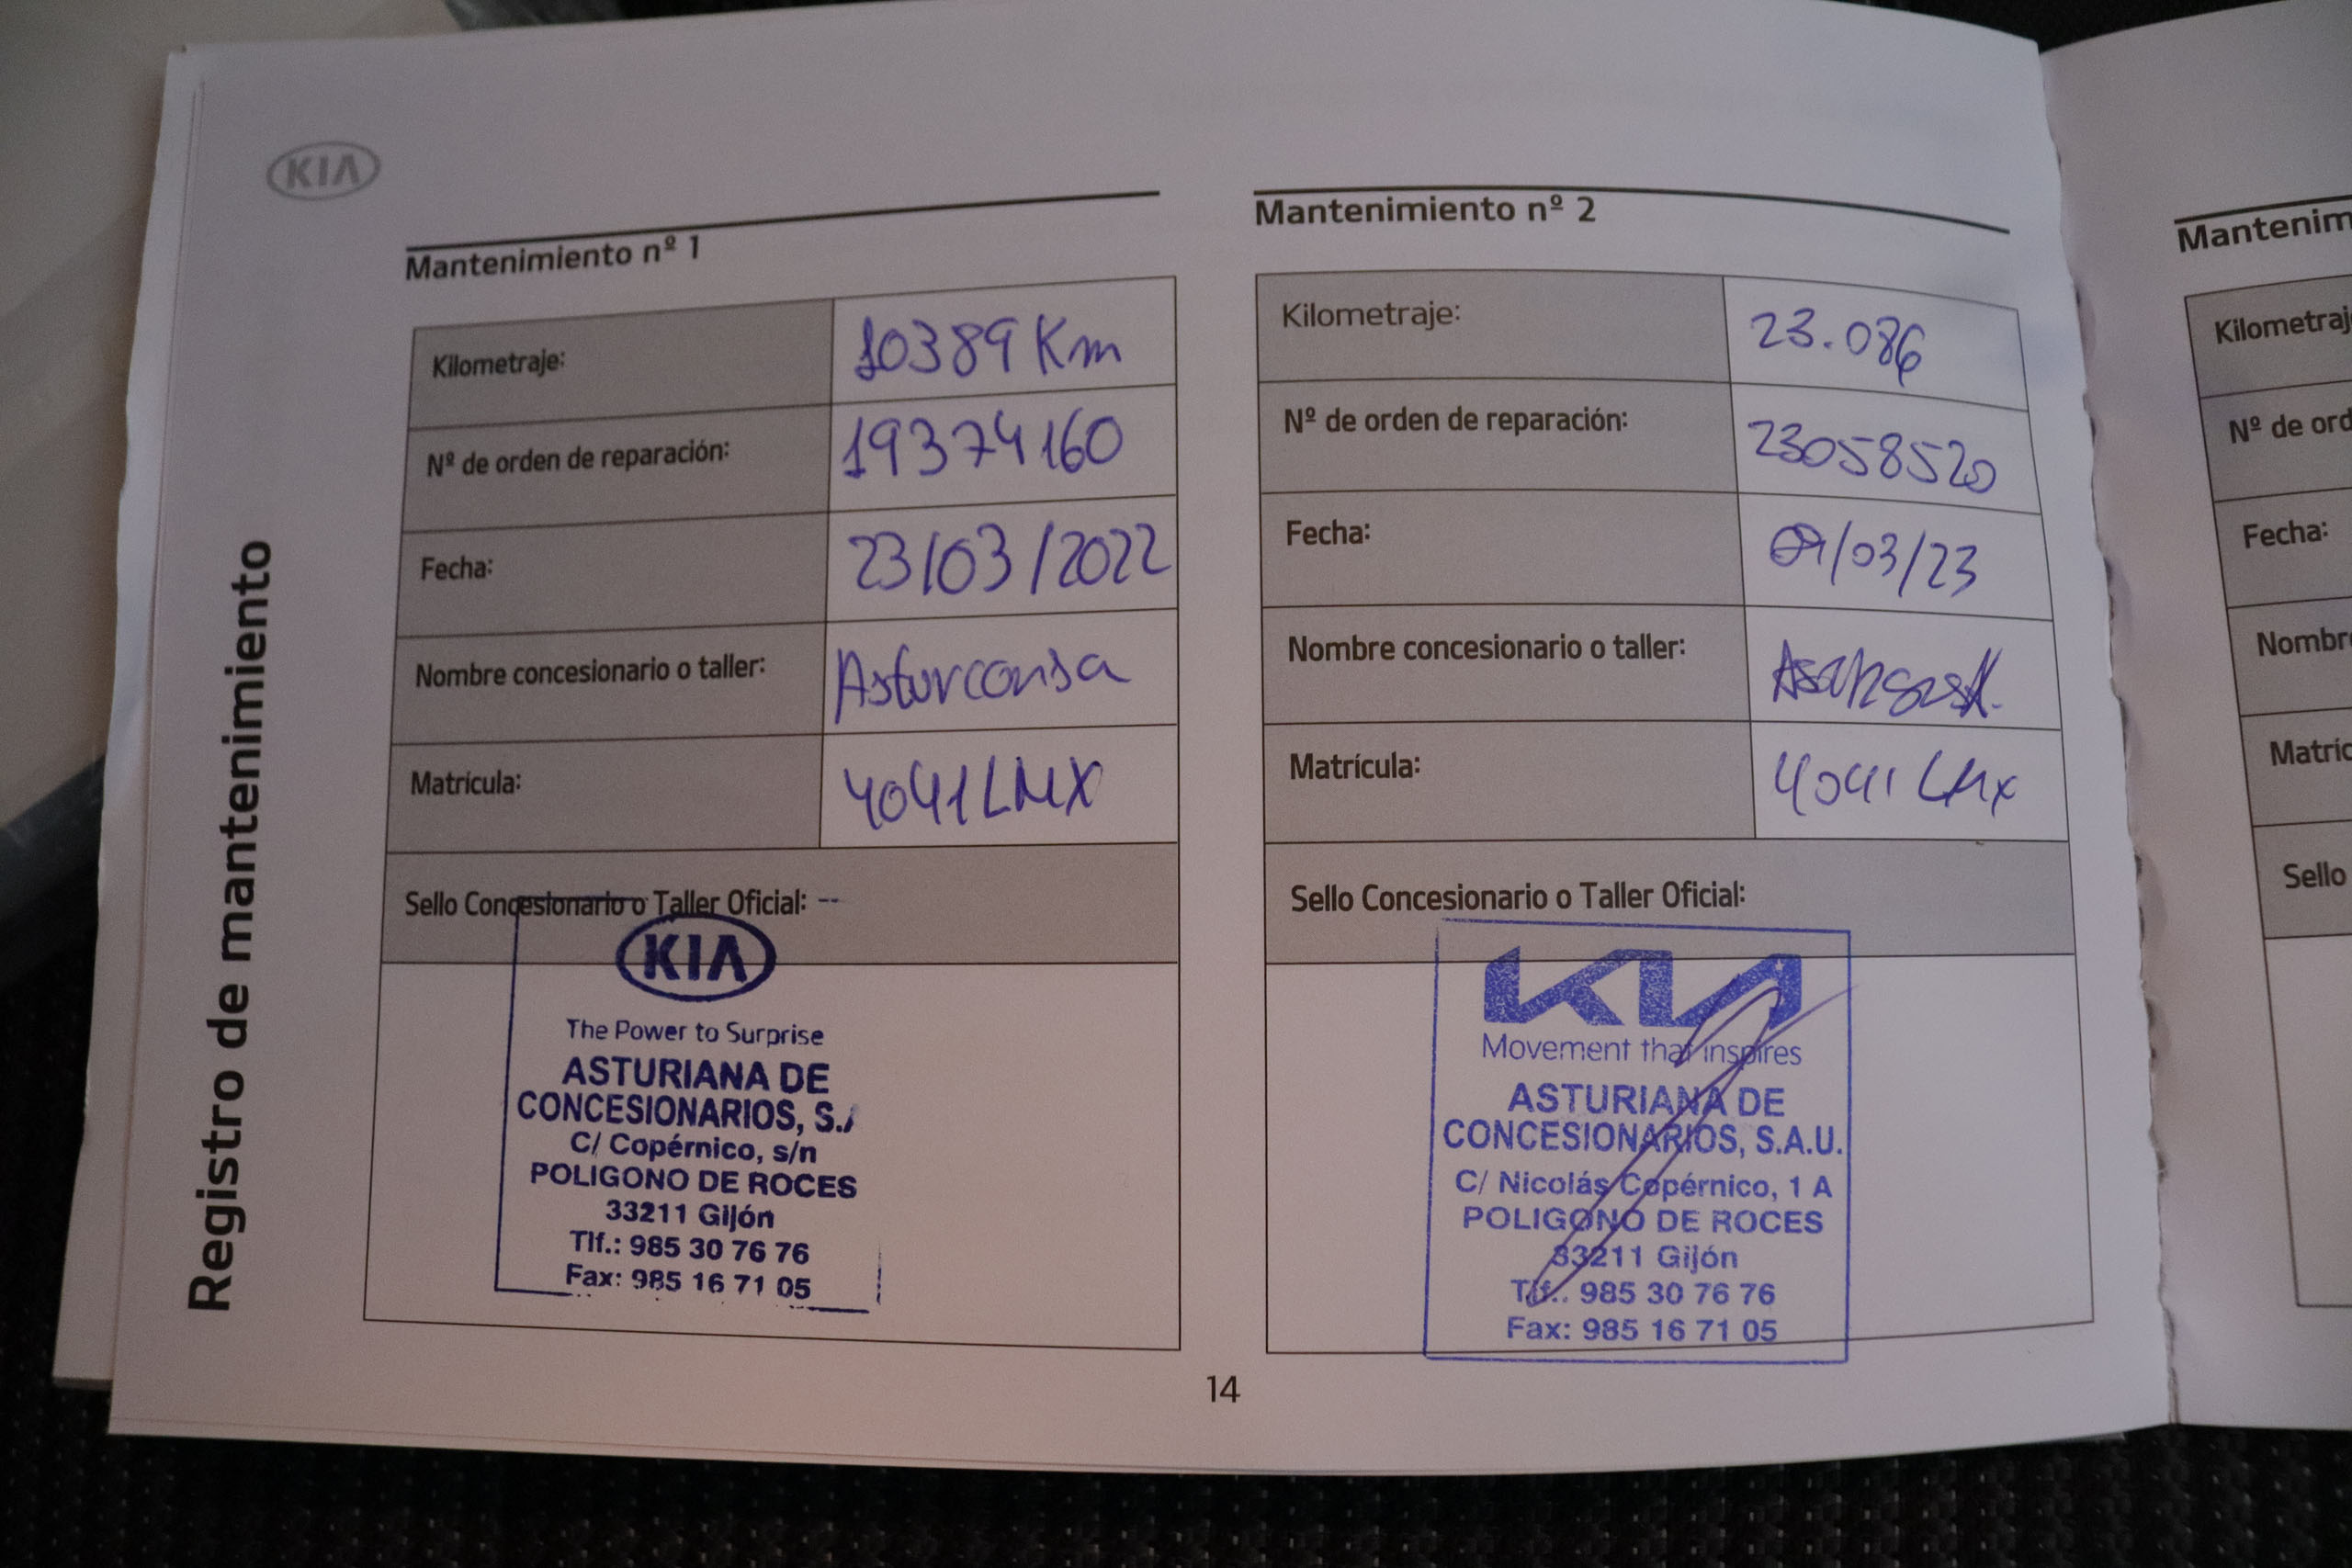 KIA
Registro de mantenimiento
Mantenimiento nº 1
Kilometraje: 10389 Km
Nº de orden de reparación: 19374160
Fecha: 23/03/2022
Nombre concesionario o taller: Asturconsa
Matrícula: 4041LMX
Sello Concesionario o Taller Oficial: --
KIA
The Power to Surprise
ASTURIANA DE
CONCESIONARIOS, S.
C/ Copérnico, s/n
POLIGONO DE ROCES
33211 Gijón
Tlf.: 985 30 76 76
Fax: 985 16 71 05
Mantenimiento nº 2
Kilometraje: 23.086
Nº de orden de reparación: 23058520
Fecha: /03/23
Nombre concesionario o taller:
Matrícula: 4041 LMX
Sello Concesionario o Taller Oficial:
KIA
Movement that inspires
ASTURIANA DE
CONCESIONARIOS, S.A.U.
C/ Nicolás Copérnico, 1 A
POLIGONO DE ROCES
33211 Gijón
Tlf.: 985 30 76 76
Fax: 985 16 71 05
14
Mantenim
Kilometraj
Nº de ord
Fecha:
Nombre
Matríc
Sello